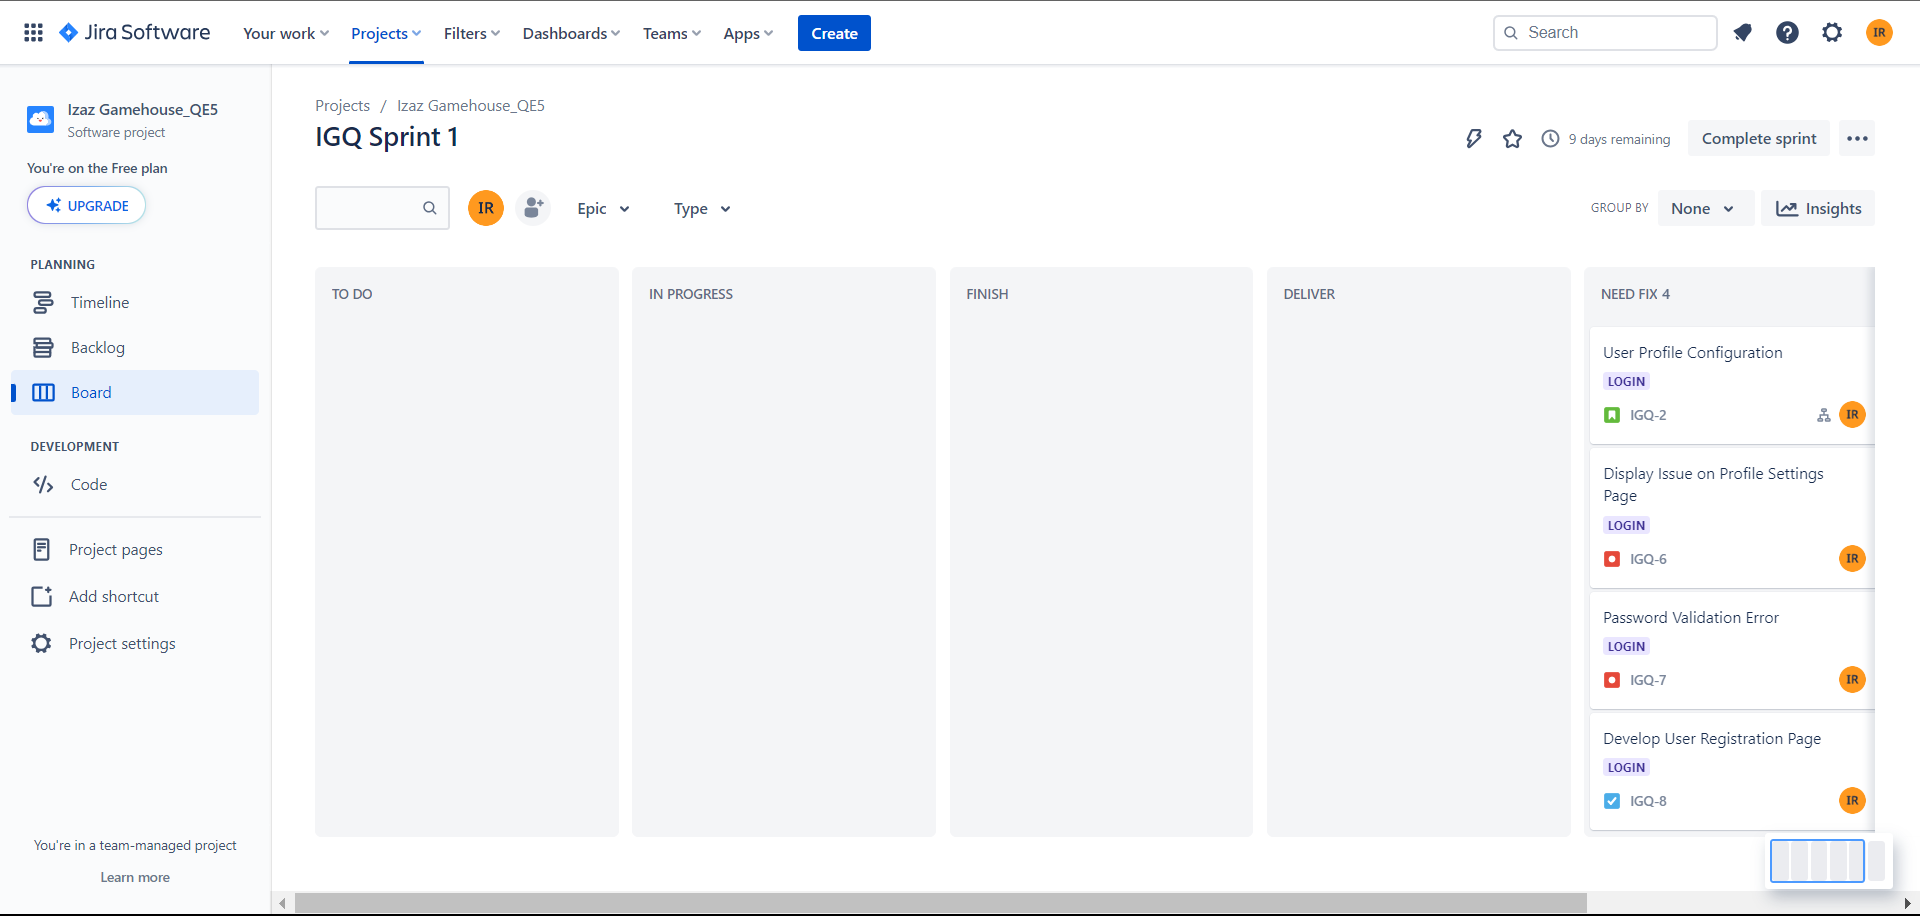 Jira Software
Your work
Projects
Filters
Dashboards
Teams
Apps
Create
Search
IR
Izaz Gamehouse_QE5
Software project
You're on the Free plan
UPGRADE
PLANNING
Timeline
Backlog
Board
DEVELOPMENT
Code
Project pages
Add shortcut
Project settings
You're in a team-managed project
Learn more
Projects / Izaz Gamehouse_QE5
IGQ Sprint 1
9 days remaining
Complete sprint
IR
Epic
Type
GROUP BY
None
Insights
TO DO
IN PROGRESS
FINISH
DELIVER
NEED FIX 4
User Profile Configuration
LOGIN
IGQ-2
IR
Display Issue on Profile Settings
Page
LOGIN
IGQ-6
IR
Password Validation Error
LOGIN
IGQ-7
IR
Develop User Registration Page
LOGIN
IGQ-8
IR